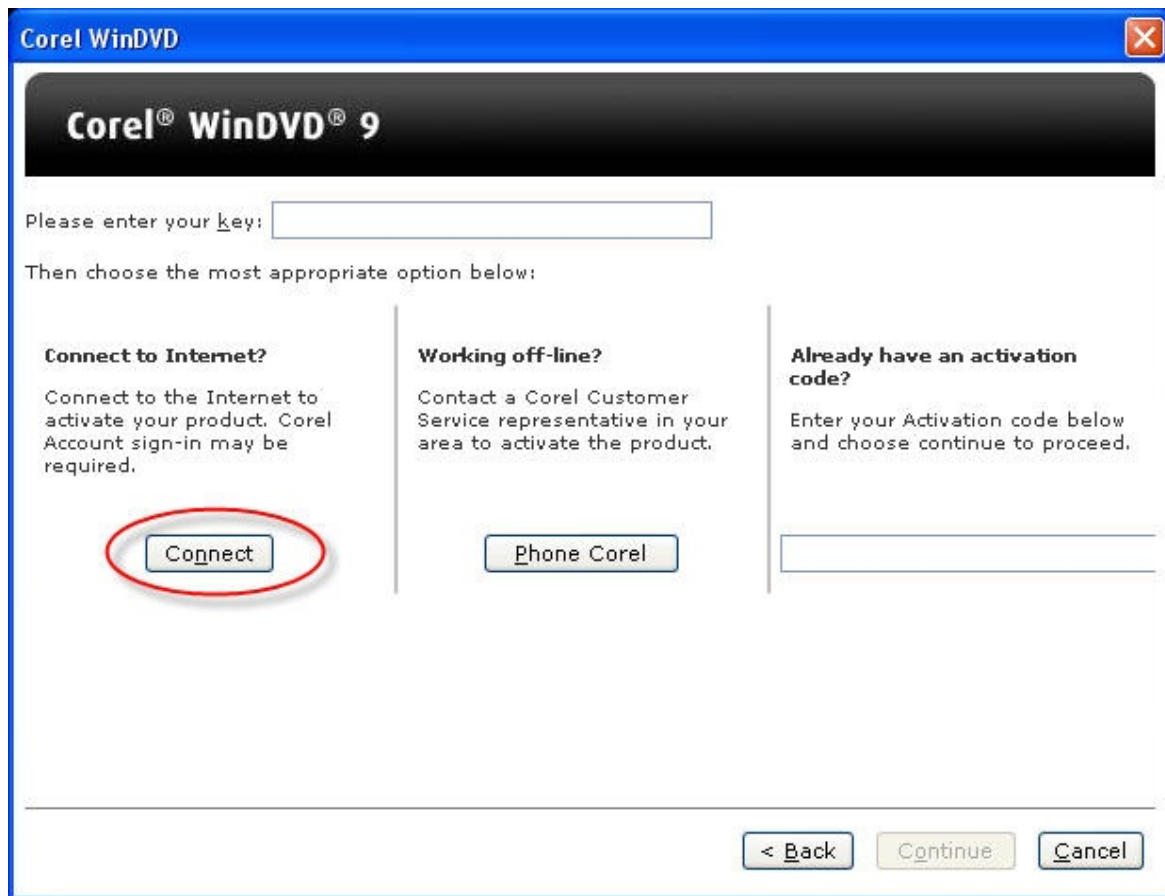 Corel WinDVD
Corel® WinDVD® 9
Please enter your key:
Then choose the most appropriate option below:
Connect to Internet?
Connect to the Internet to
activate your product. Corel
Account sign-in may be
required.
Connect
Working off-line?
Contact a Corel Customer
Service representative in your
area to activate the product.
Phone Corel
Already have an activation
code?
Enter your Activation code below
and choose continue to proceed.
< Back
Continue
Cancel